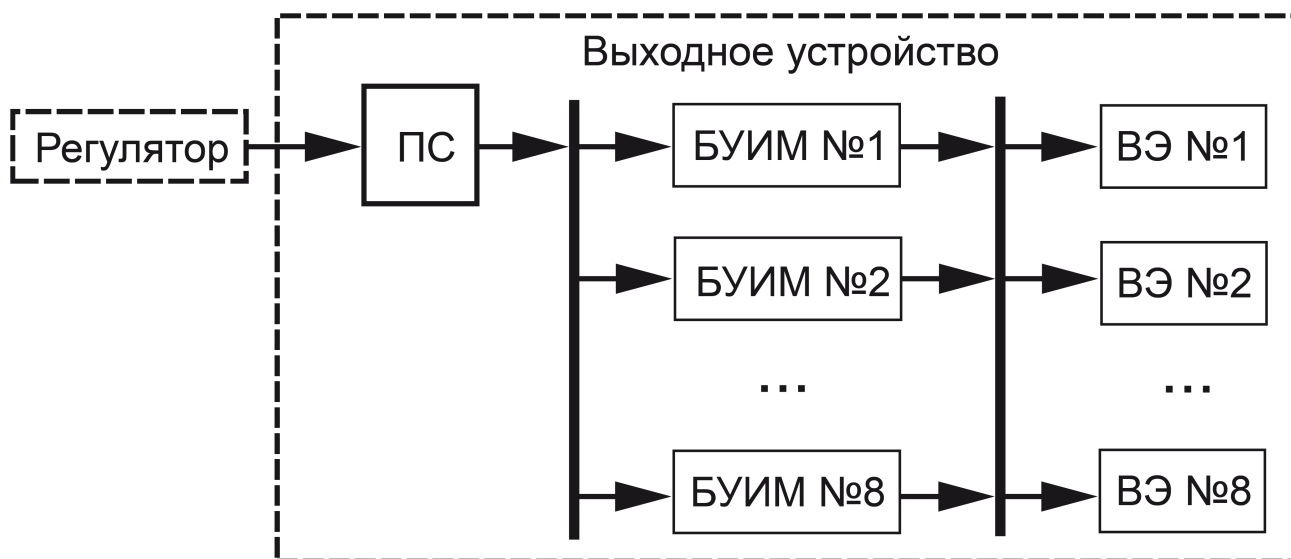 Выходное устройство
Регулятор
ПС
БУИМ №1
ВЭ №1
БУИМ №2
ВЭ №2
...
...
БУИМ №8
ВЭ №8